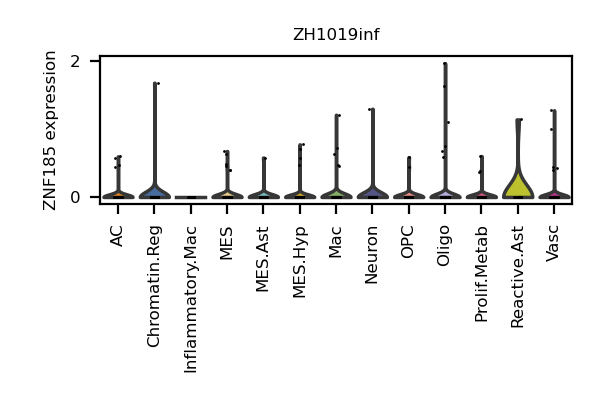 ZH1019inf
ZNF185 expression
2
0
AC
Chromatin.Reg
Inflammatory.Mac
MES
MES.Ast
MES.Hyp
Mac
Neuron
OPC
Oligo
Prolif.Metab
Reactive.Ast
Vasc